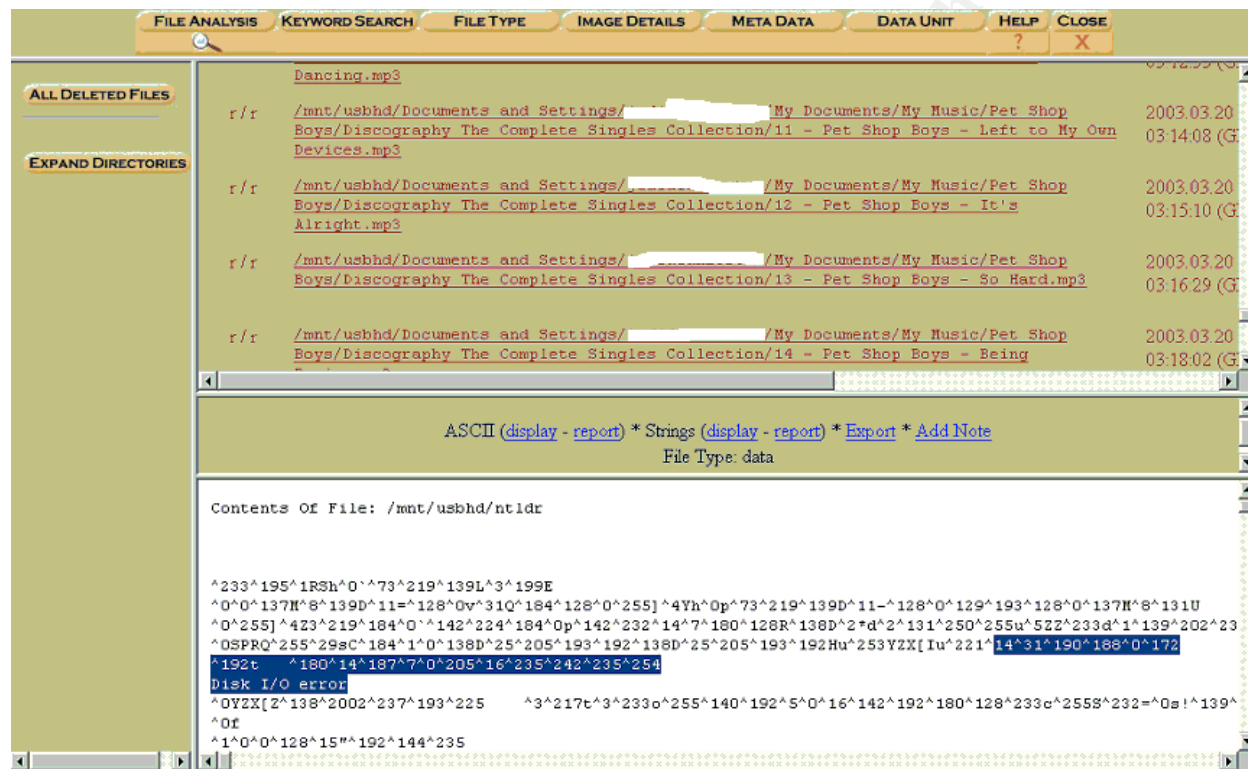 FILE ANALYSIS KEYWORD SEARCH FILE TYPE IMAGE DETAILS META DATA DATA UNIT HELP CLOSE
? X
ALL DELETED FILES
EXPAND DIRECTORIES
Dancing.mp3
r/r /mnt/usbhd/Documents and Settings/ /My Documents/My Music/Pet Shop 2003.03.20
Boys/Discography The Complete Singles Collection/11 - Pet Shop Boys - Left to My Own 03:14:08 (G
Devices.mp3
r/r /mnt/usbhd/Documents and Settings/ /My Documents/My Music/Pet Shop 2003.03.20
Boys/Discography The Complete Singles Collection/12 - Pet Shop Boys - It's 03:15:10 (G
Alright.mp3
r/r /mnt/usbhd/Documents and Settings/ /My Documents/My Music/Pet Shop 2003.03.20
Boys/Discography The Complete Singles Collection/13 - Pet Shop Boys - So Hard.mp3 03:16:29 (G
r/r /mnt/usbhd/Documents and Settings/ /My Documents/My Music/Pet Shop 2003.03.20
Boys/Discography The Complete Singles Collection/14 - Pet Shop Boys - Being 03:18:02 (G
ASCII (display - report) * Strings (display - report) * Export * Add Note
File Type: data
Contents Of File: /mnt/usbhd/ntldr
^233^195^1RSh^0`^73^219^139L^3^199E
^0^0^137M^8^139D^11=^128^0v^31Q^184^128^0^255]^4Yh^0p^73^219^139D^11-^128^0^129^193^128^0^137M^8^131U
^0^255]^4Z3^219^184^0`^142^224^184^0p^142^232^14^7^180^128R^138D^2*d^2^131^250^255u^5ZZ^233d^1^139^202^23
^0SPRQ^255^29sC^184^1^0^138D^25^205^193^192^138D^25^205^193^192Hu^253YZX[Iu^221^14^31^190^188^0^172
^192t ^180^14^187^7^0^205^16^235^242^235^254
Disk I/O error
^0YZX[Z^138^2002^237^193^225 ^3^217t^3^233o^255^140^192^5^0^16^142^192^180^128^233c^255S^232=^0s!^139^
^0f
^1^0^0^128^15"^192^144^235